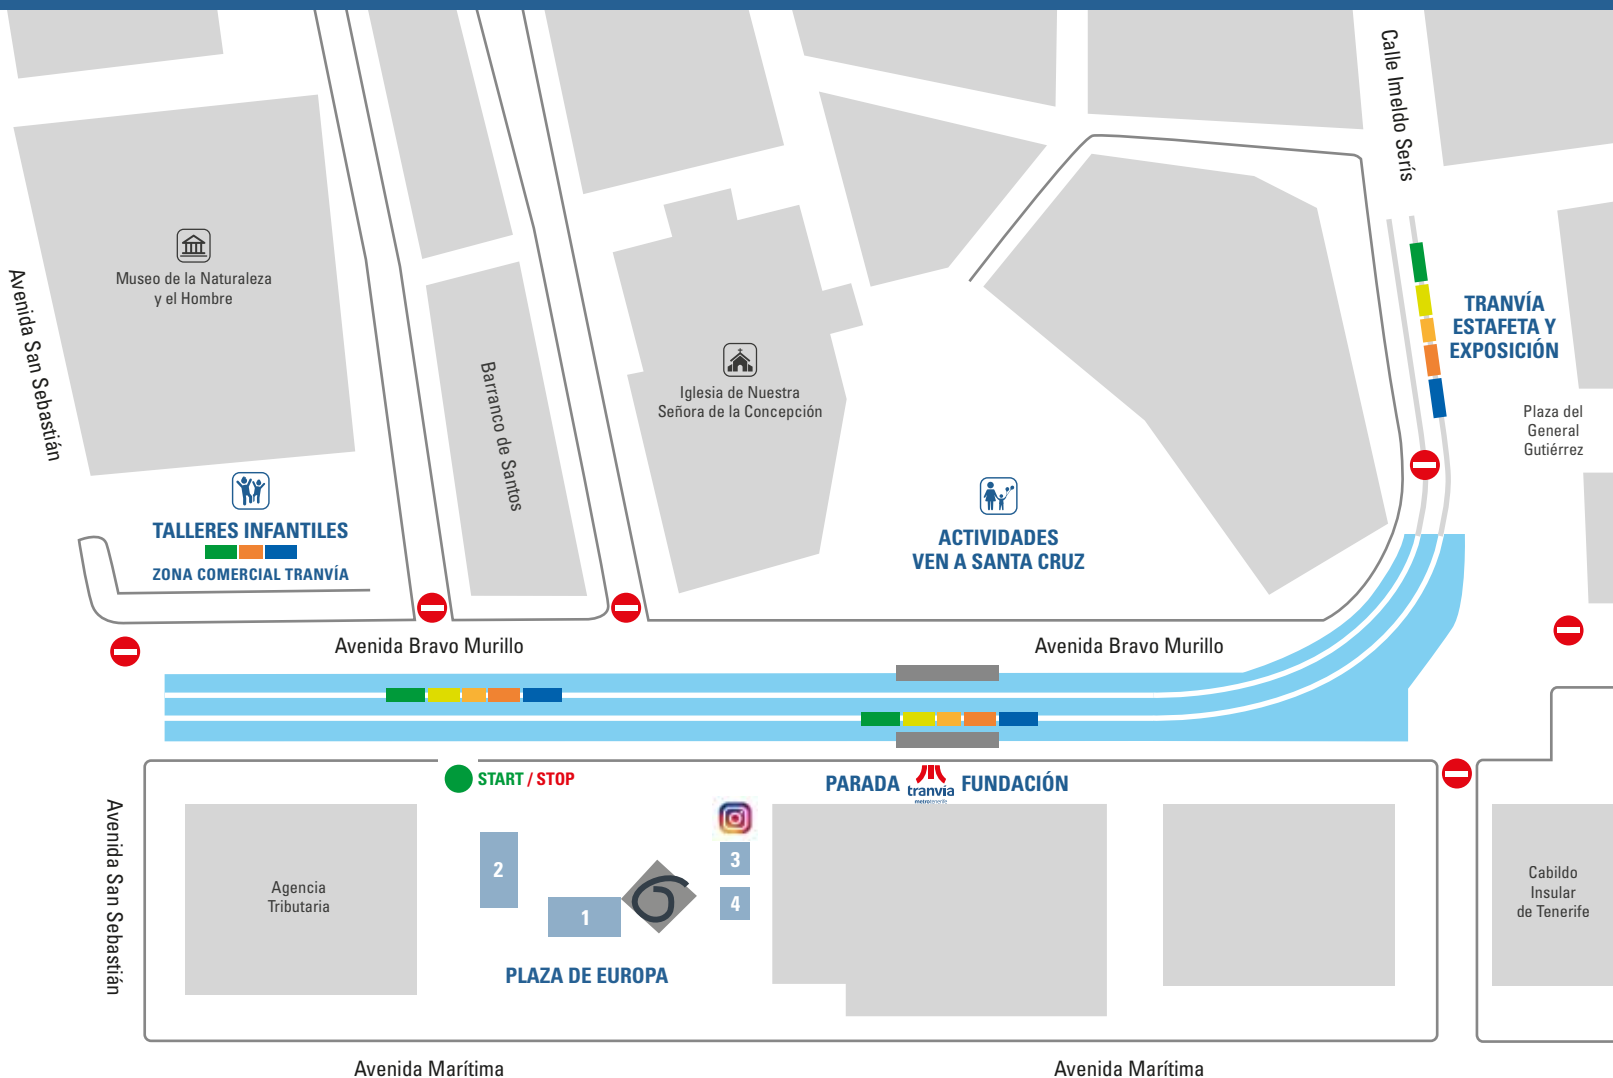 Calle Imeldo Serís
Museo de la Naturaleza
y el Hombre
Avenida San Sebastián
TRANVÍA
ESTAFETA Y
EXPOSICIÓN
Barranco de Santos
Iglesia de Nuestra
Señora de la Concepción
Plaza del
General
Gutiérrez
TALLERES INFANTILES
ZONA COMERCIAL TRANVÍA
ACTIVIDADES
VEN A SANTA CRUZ
Avenida Bravo Murillo
Avenida Bravo Murillo
START / STOP
PARADA tranvía FUNDACIÓN
metrotenerife
Avenida San Sebastián
Agencia
Tributaria
2
1
3
4
PLAZA DE EUROPA
Cabildo
Insular
de Tenerife
Avenida Marítima
Avenida Marítima